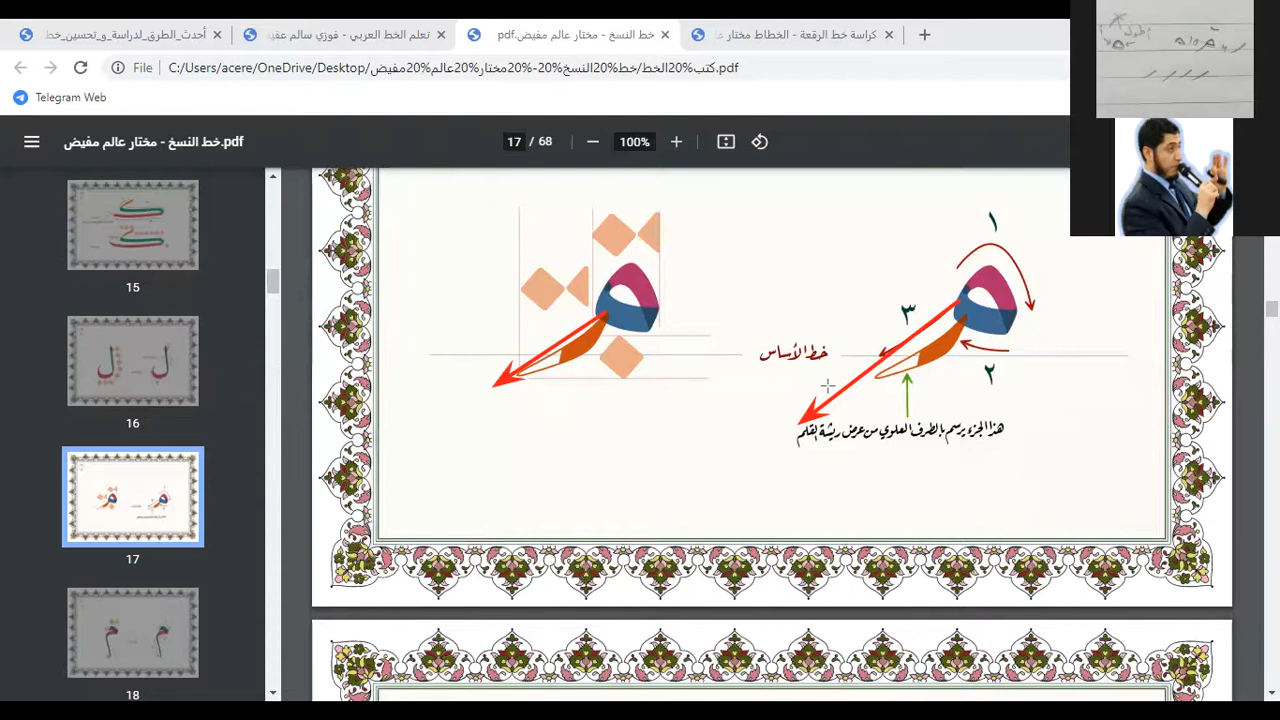 أحدث_الطرق_لدراسة_و_تحسين_خط
علم الخط العربي - فوزي سالم عفي
خط النسخ - مختار عالم مفيض.pdf
كراسة خط الرقعة - الخطاط مختار عا
File
C:/Users/acere/OneDrive/Desktop/كتب%20الخط/خط%20النسخ%20-%20مختار%20عالم%20مفيض.pdf
Telegram Web
خط النسخ - مختار عالم مفيض.pdf
17 / 68
100%
15
16
17
18
١
٣
خط الأساس
٢
هذا الجزء يرسم بالطرف العلوي من عرض ريشة القلم